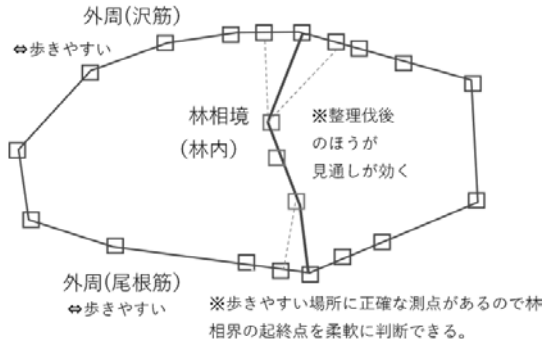 外周(沢筋)
⇔歩きやすい
林相境
(林内)
※整理伐後
のほうが
見通しが効く
外周(尾根筋)
⇔歩きやすい
※歩きやすい場所に正確な測点があるので林
相界の起終点を柔軟に判断できる。